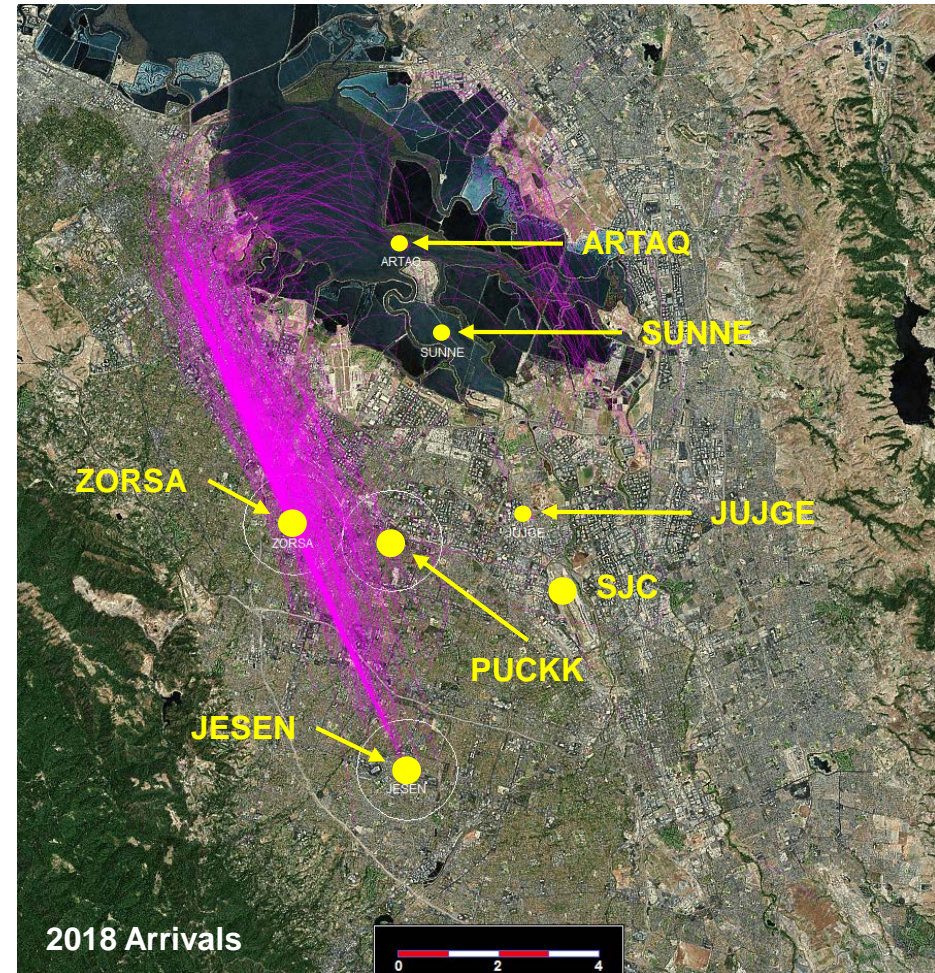 ARTAQ
ARTAQ
SUNNE
SUNNE
ZORSA
ZORSA
JUJGE
JUJGE
SJC
PUCKK
JESEN
JESEN
2018 Arrivals
0 2 4